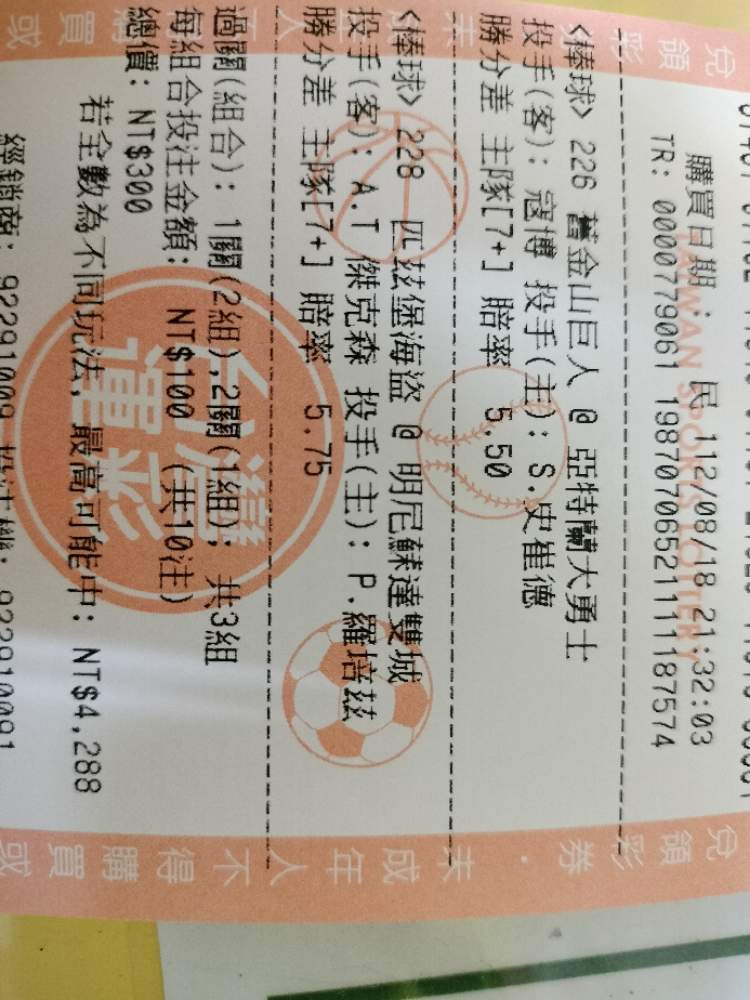 購買日期: 民 112/08/18 21:32:03
TR: 0000779061 1987070652111187574
<棒球> 226 舊金山巨人 @ 亞特蘭大勇士
投手(客): 寇博 投手(主): S.史崔德
勝分差 主隊[7+] 賠率 5.50
<棒球> 228 匹茲堡海盜 @ 明尼蘇達雙城
投手(客): A.T 傑克森 投手(主): P.羅培茲
勝分差 主隊[7+] 賠率 5.75
過關(組合): 1關(2組),2關(1組); 共3組
每組合投注金額: NT$100 (共10注)
總價: NT$300
若全數為不同玩法, 最高可能中: NT$4,288
TAIWAN SPORTS LOTTERY
台灣運彩
兌領彩券 · 未成年人不得購買或